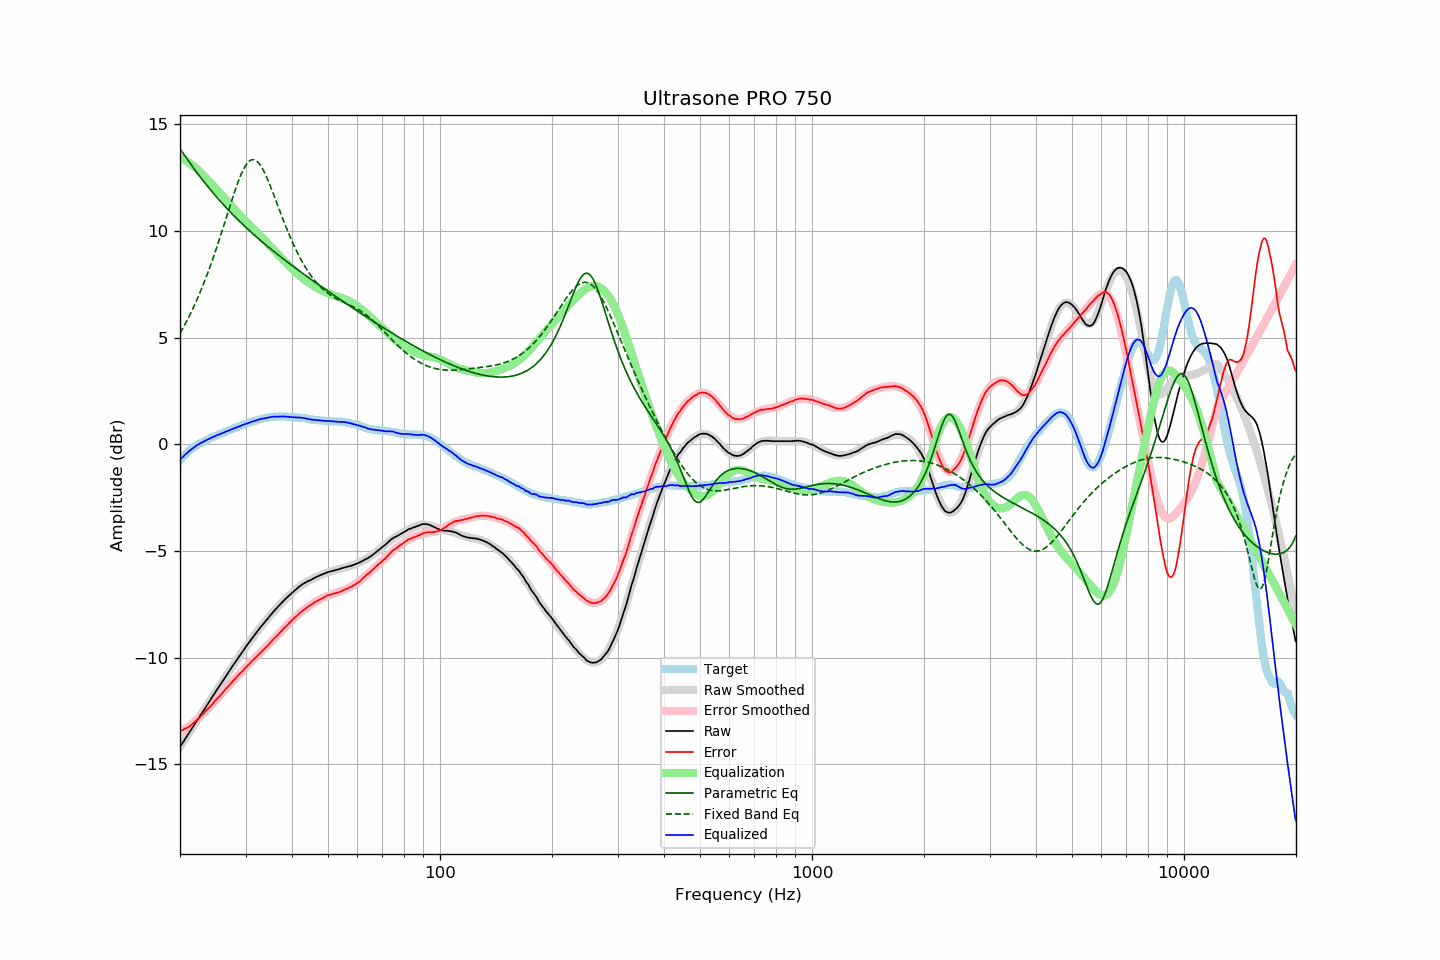 Ultrasone PRO 750
15
10
5
0
−5
−10
−15
Amplitude (dBr)
Target
Raw Smoothed
Error Smoothed
Raw
Error
Equalization
Parametric Eq
Fixed Band Eq
Equalized
100
1000
10000
Frequency (Hz)